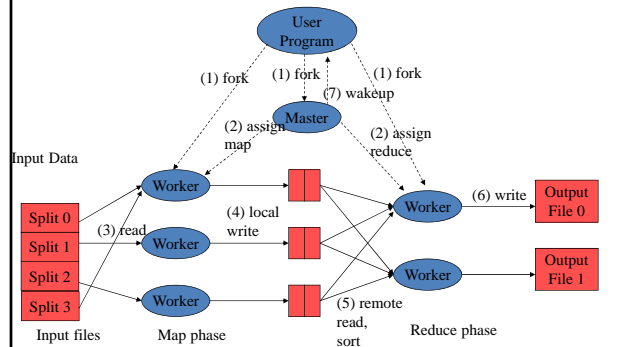 User
Program
(1) fork
(1) fork
(1) fork
(7) wakeup
Master
(2) assign
map
(2) assign
reduce
Input Data
Worker
Worker
(6) write
Output
File 0
Split 0
Split 1
Split 2
Split 3
(3) read
(4) local
write
Worker
Worker
Output
File 1
Worker
(5) remote
read,
sort
Input files
Map phase
Reduce phase